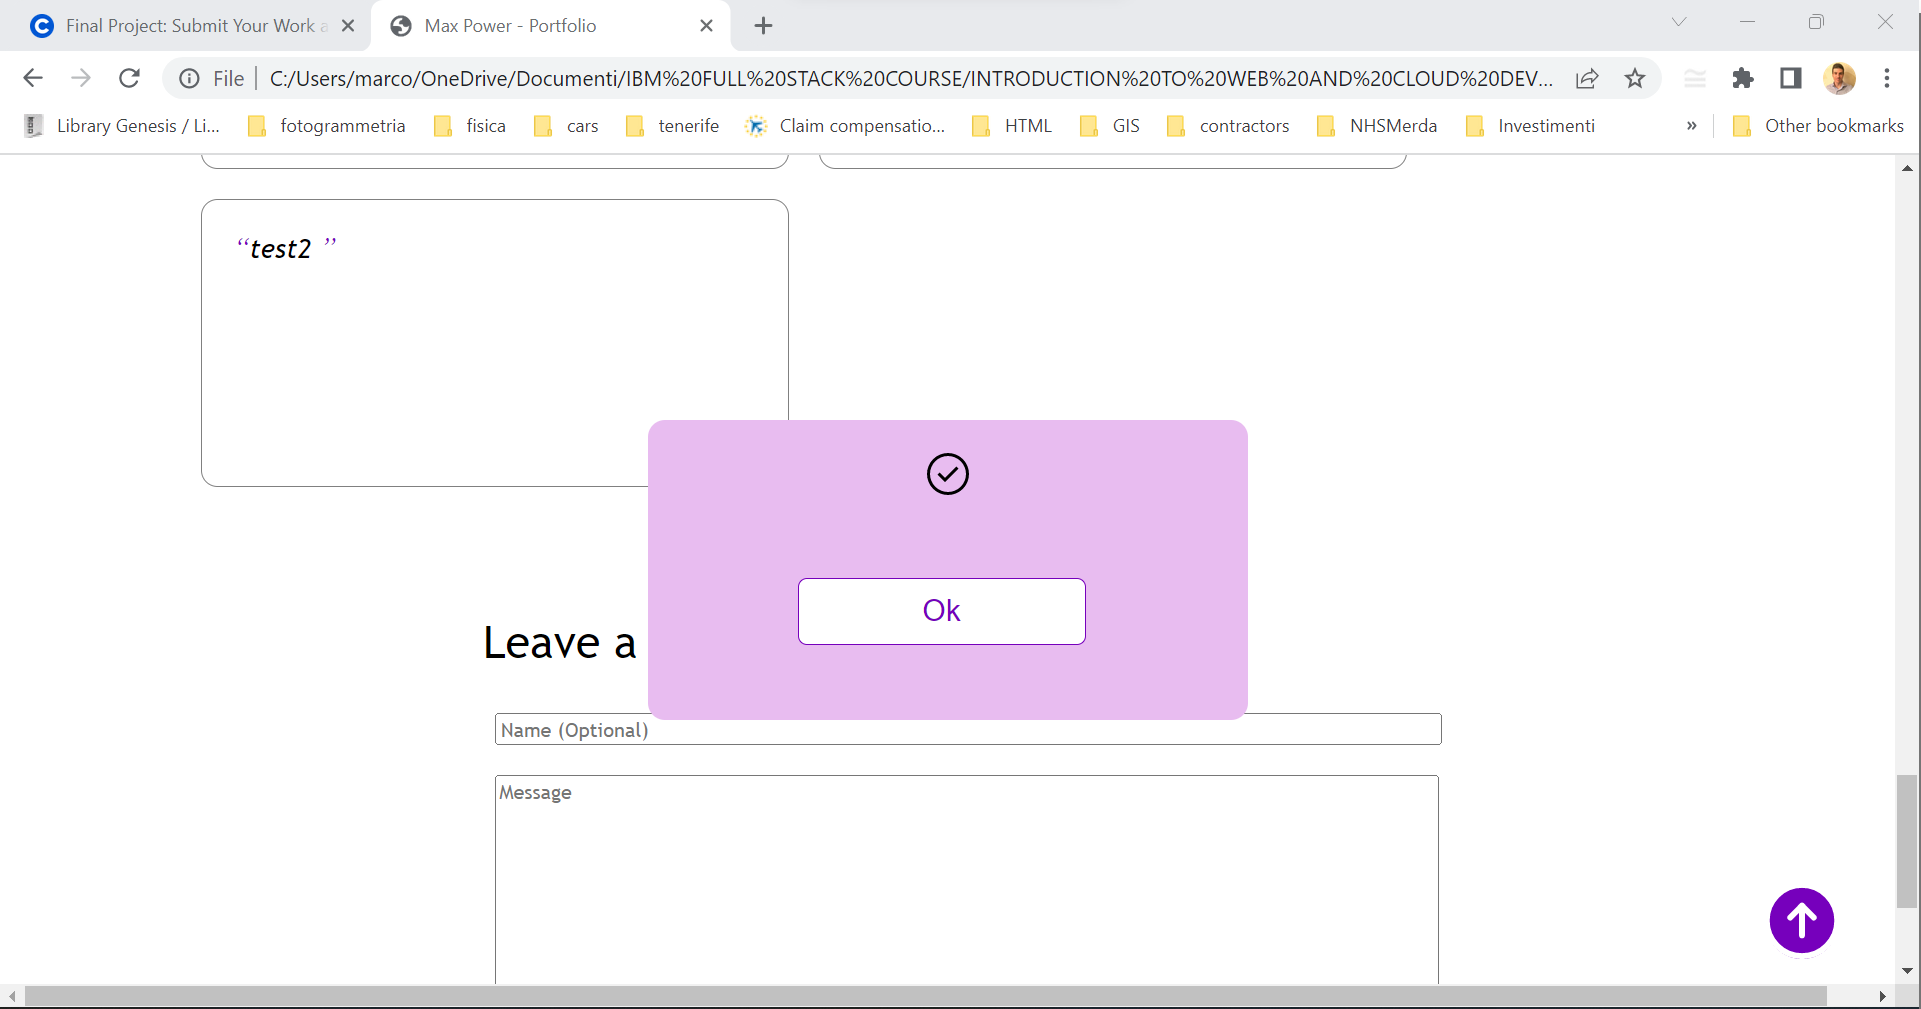 Final Project: Submit Your Work a
Max Power - Portfolio
File
C:/Users/marco/OneDrive/Documenti/IBM%20FULL%20STACK%20COURSE/INTRODUCTION%20TO%20WEB%20AND%20CLOUD%20DEV...
Library Genesis / Li... fotogrammetria fisica cars tenerife Claim compensatio... HTML GIS contractors NHSMerda Investimenti » Other bookmarks
“test2 ”
Ok
Leave a
Name (Optional)
Message